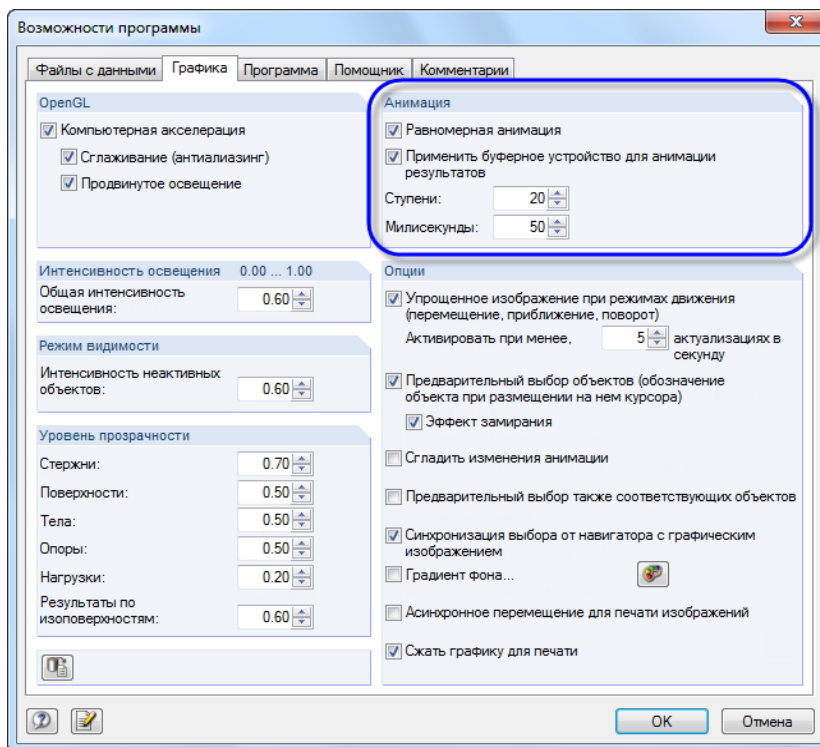 Возможности программы
Файлы с данными
Графика
Программа
Помощник
Комментарии
OpenGL
Компьютерная акселерация
Сглаживание (антиалиазинг)
Продвинутое освещение
Анимация
Равномерная анимация
Применить буферное устройство для анимации
результатов
Ступени: 20
Милисекунды: 50
Интенсивность освещения 0.00 ... 1.00
Общая интенсивность
освещения: 0.60
Режим видимости
Интенсивность неактивных
объектов: 0.60
Уровень прозрачности
Стержни: 0.70
Поверхности: 0.50
Тела: 0.50
Опоры: 0.50
Нагрузки: 0.20
Результаты по
изоповерхностям: 0.60
Опции
Упрощенное изображение при режимах движения
(перемещение, приближение, поворот)
Активировать при менее, 5 актуализациях в
секунду
Предварительный выбор объектов (обозначение
объекта при размещении на нем курсора)
Эффект замирания
Сгладить изменения анимации
Предварительный выбор также соответствующих объектов
Синхронизация выбора от навигатора с графическим
изображением
Градиент фона...
Асинхронное перемещение для печати изображений
Сжать графику для печати
OK
Отмена